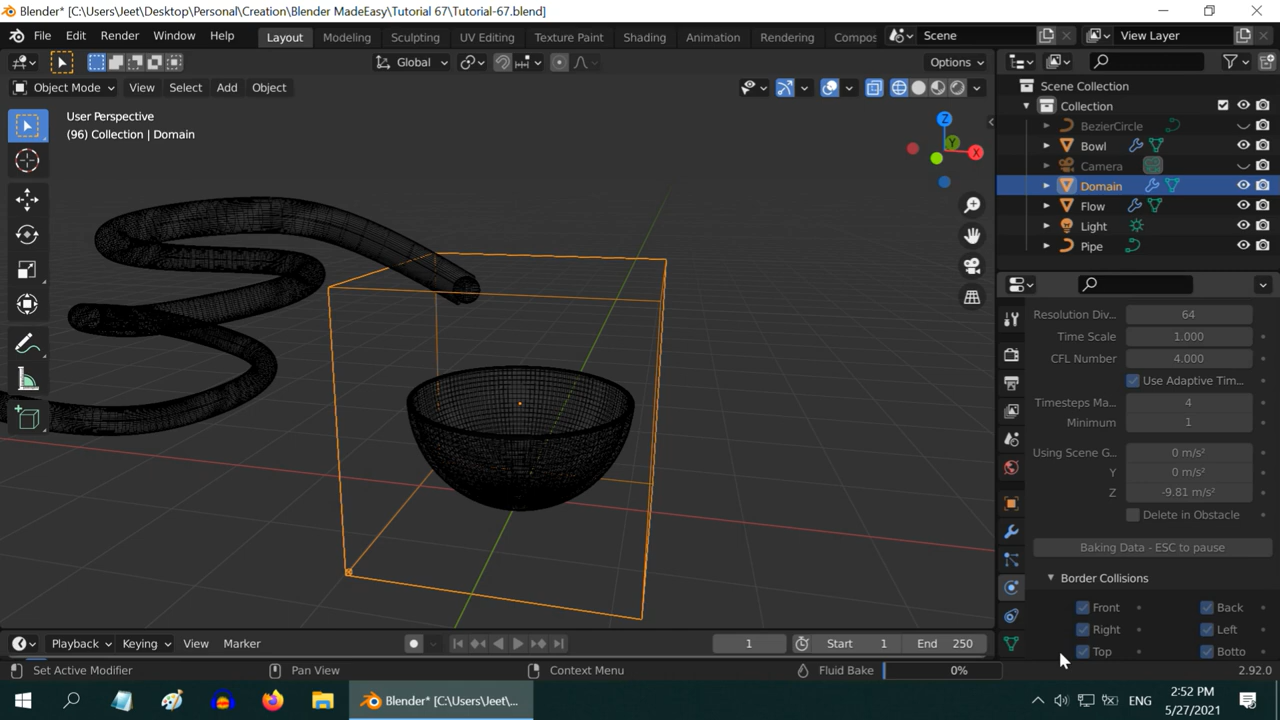 Blender* [C:\Users\Jeet\Desktop\Personal\Creation\Blender MadeEasy\Tutorial 67\Tutorial-67.blend]
File Edit Render Window Help Layout Modeling Sculpting UV Editing Texture Paint Shading Animation Rendering Compos Scene View Layer
Global Options
Object Mode View Select Add Object
User Perspective
(96) Collection | Domain
Z
Y
X
Scene Collection
Collection
BezierCircle
Bowl
Camera
Domain
Flow
Light
Pipe
Resolution Div... 64
Time Scale 1.000
CFL Number 4.000
Use Adaptive Tim...
Timesteps Ma... 4
Minimum 1
Using Scene G... 0 m/s²
Y 0 m/s²
Z -9.81 m/s²
Delete in Obstacle
Baking Data - ESC to pause
Border Collisions
Front Back
Right Left
Top Botto
Playback Keying View Marker 1 Start 1 End 250
Set Active Modifier Pan View Context Menu Fluid Bake 0% 2.92.0
Blender* [C:\Users\Jeet\... ENG 2:52 PM
5/27/2021